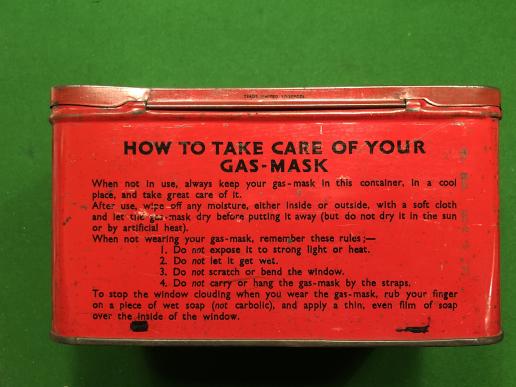 HOW TO TAKE CARE OF YOUR
GAS-MASK
When not in use, always keep your gas-mask in this container, in a cool
place, and take great care of it.
After use, wipe off any moisture, either inside or outside, with a soft cloth
and let the gas-mask dry before putting it away (but do not dry it in the sun
or by artificial heat).
When not wearing your gas-mask, remember these rules;—
1. Do not expose it to strong light or heat.
2. Do not let it get wet.
3. Do not scratch or bend the window.
4. Do not carry or hang the gas-mask by the straps.
To stop the window clouding when you wear the gas-mask, rub your finger
on a piece of wet soap (not carbolic), and apply a thin, even film of soap
over the inside of the window.